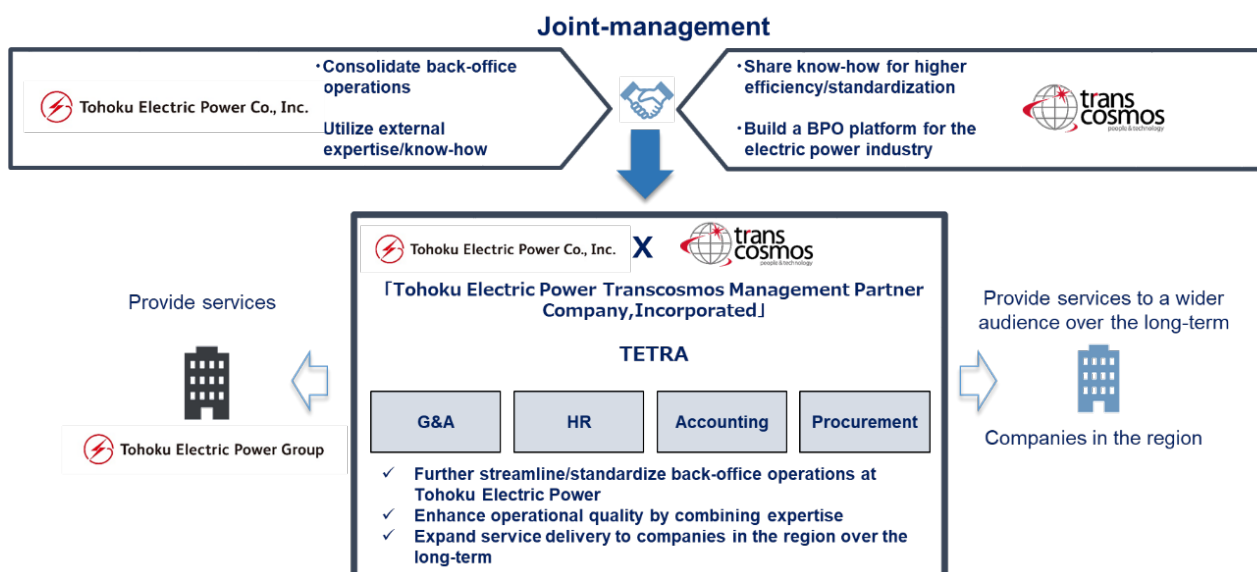 Joint-management
Tohoku Electric Power Co., Inc.
・Consolidate back-office
operations
Utilize external
expertise/know-how
・Share know-how for higher
efficiency/standardization
・Build a BPO platform for the
electric power industry
trans
cosmos
people & technology
Tohoku Electric Power Co., Inc.
X
trans
cosmos
people & technology
「Tohoku Electric Power Transcosmos Management Partner
Company,Incorporated」
TETRA
G&A
HR
Accounting
Procurement
✓ Further streamline/standardize back-office operations at
Tohoku Electric Power
✓ Enhance operational quality by combining expertise
✓ Expand service delivery to companies in the region over the
long-term
Provide services
Tohoku Electric Power Group
Provide services to a wider
audience over the long-term
Companies in the region